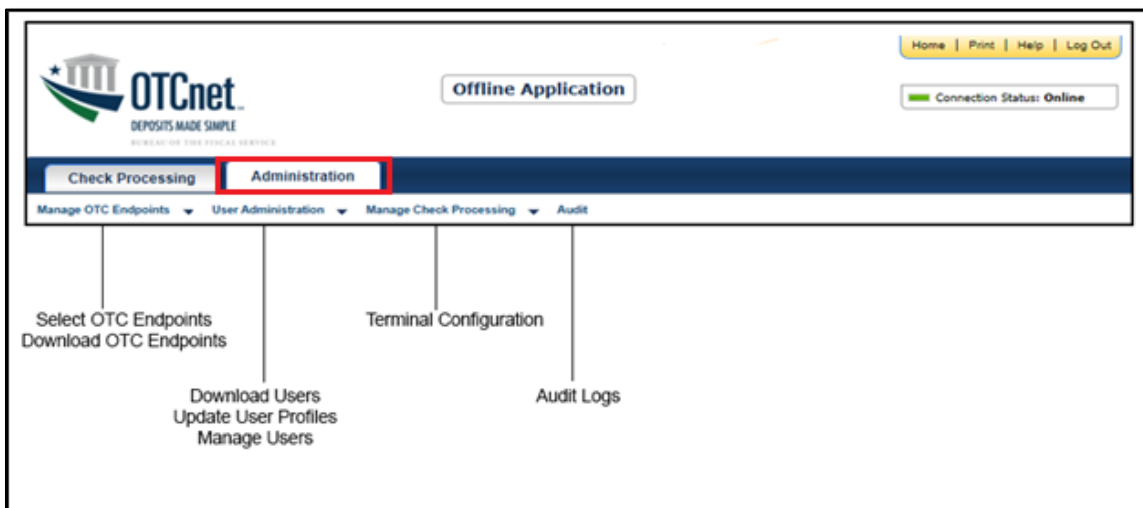 Home | Print | Help | Log Out
OTCnet
DEPOSITS MADE SIMPLE
BUREAU OF THE FISCAL SERVICE
Offline Application
Connection Status: Online
Check Processing Administration
Manage OTC Endpoints User Administration Manage Check Processing Audit
Select OTC Endpoints
Download OTC Endpoints
Terminal Configuration
Download Users
Update User Profiles
Manage Users
Audit Logs